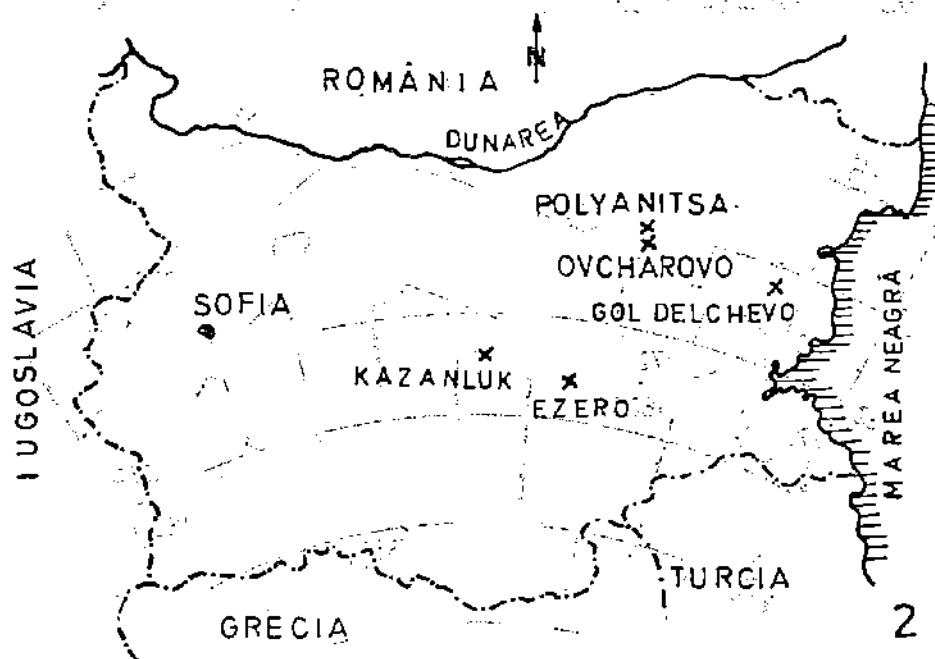 N
ROMÂNIA
DUNAREA
POLYANITSA
OVCHAROVO
GOL DELCHEVO
SOFIA
KAZANLUK
EZERO
IUGOSLAVIA
MAREA NEAGRĂ
TURCIA
GRECIA
2